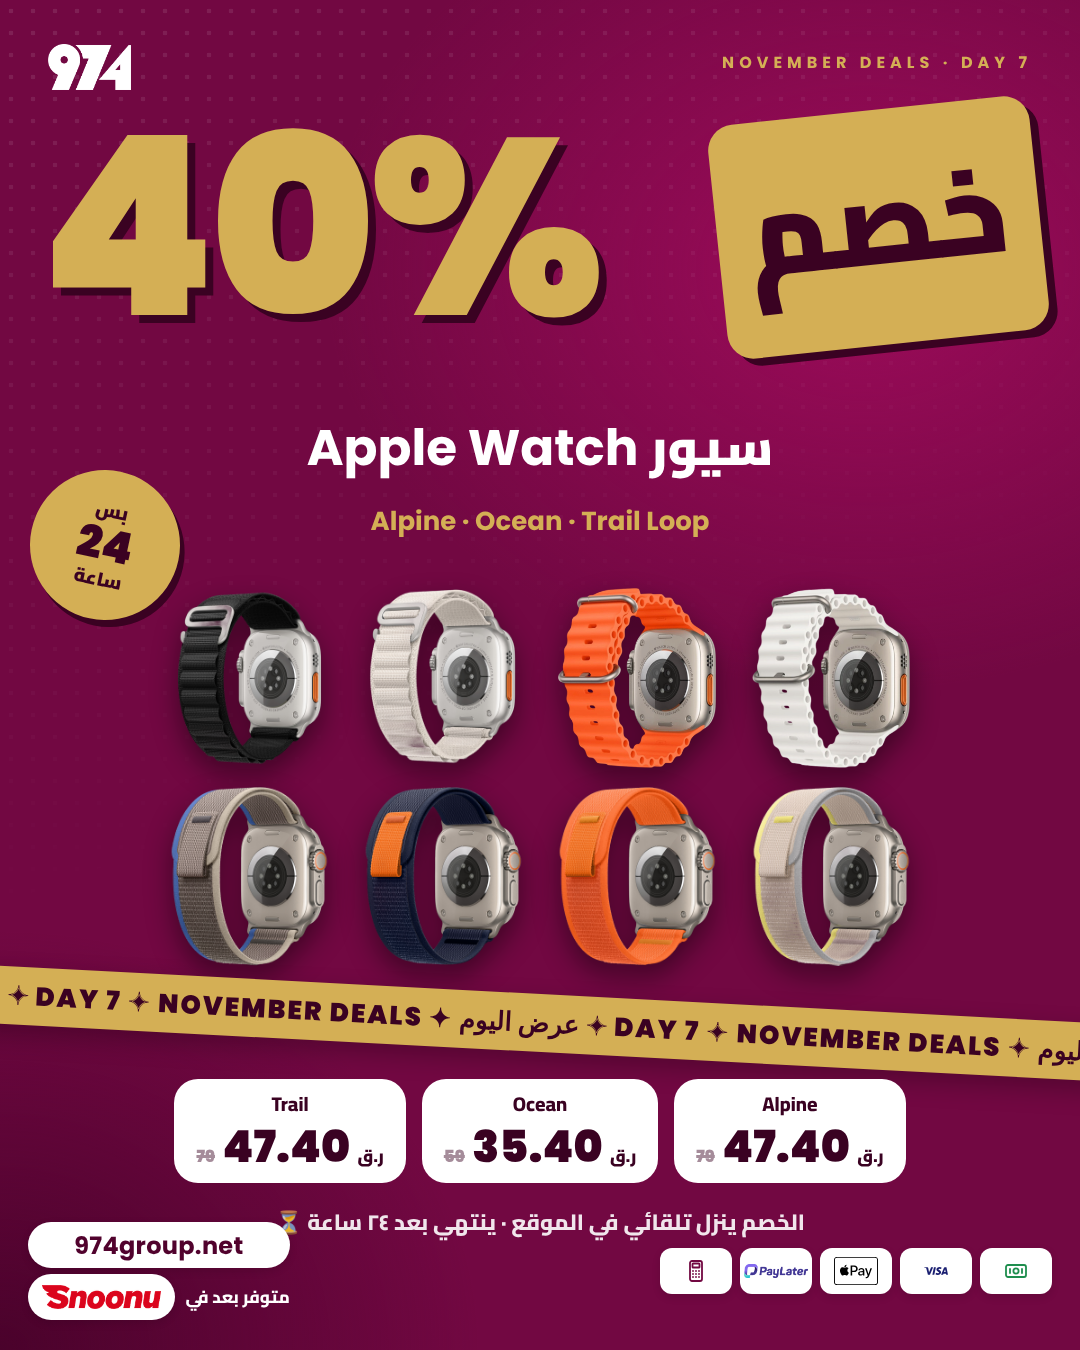 974
NOVEMBER DEALS · DAY 7
40%
خصم
سيور Apple Watch
Alpine · Ocean · Trail Loop
بس
24
ساعة
✦ DAY 7 ✦ NOVEMBER DEALS ✦ عرض اليوم ✦ DAY 7 ✦ NOVEMBER DEALS ✦ اليوم
Trail
79 47.40 ر.ق
Ocean
59 35.40 ر.ق
Alpine
79 47.40 ر.ق
الخصم ينزل تلقائي في الموقع · ينتهي بعد ٢٤ ساعة ⏳
974group.net
متوفر بعد في Snoonu
PayLater
Pay
VISA